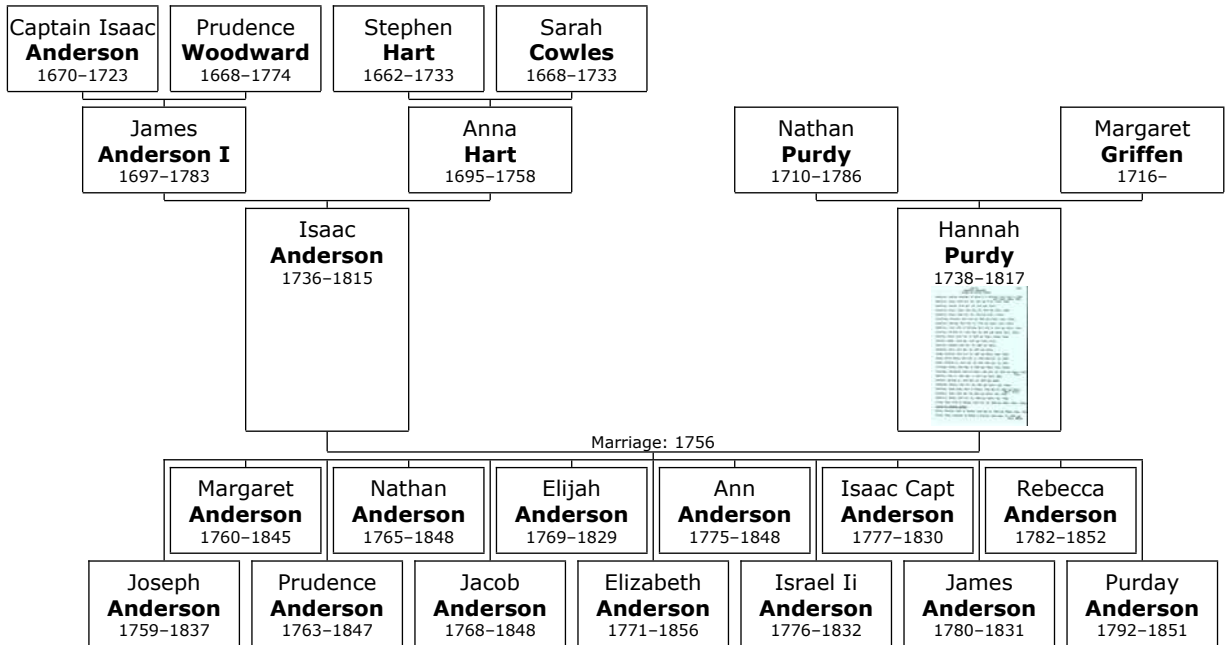 Captain Isaac
Anderson
1670–1723
Prudence
Woodward
1668–1774
Stephen
Hart
1662–1733
Sarah
Cowles
1668–1733
James
Anderson I
1697–1783
Anna
Hart
1695–1758
Nathan
Purdy
1710–1786
Margaret
Griffen
1716–
Isaac
Anderson
1736–1815
Hannah
Purdy
1738–1817
Marriage: 1756
Margaret
Anderson
1760–1845
Nathan
Anderson
1765–1848
Elijah
Anderson
1769–1829
Ann
Anderson
1775–1848
Isaac Capt
Anderson
1777–1830
Rebecca
Anderson
1782–1852
Joseph
Anderson
1759–1837
Prudence
Anderson
1763–1847
Jacob
Anderson
1768–1848
Elizabeth
Anderson
1771–1856
Israel Ii
Anderson
1776–1832
James
Anderson
1780–1831
Purday
Anderson
1792–1851